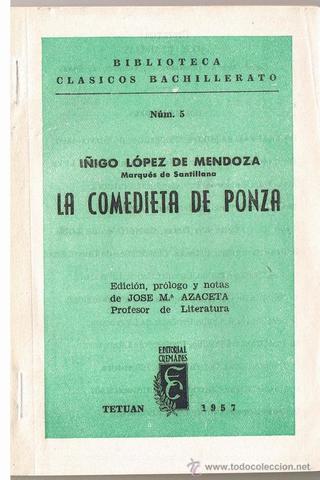 BIBLIOTECA
CLASICOS BACHILLERATO
Núm. 5
IÑIGO LÓPEZ DE MENDOZA
Marqués de Santillana
LA COMEDIETA DE PONZA
Edición, prólogo y notas
de JOSE M.ª AZACETA
Profesor de Literatura
EDITORIAL
CREMADES
EC
TETUAN 1957
www.todocoleccion.net